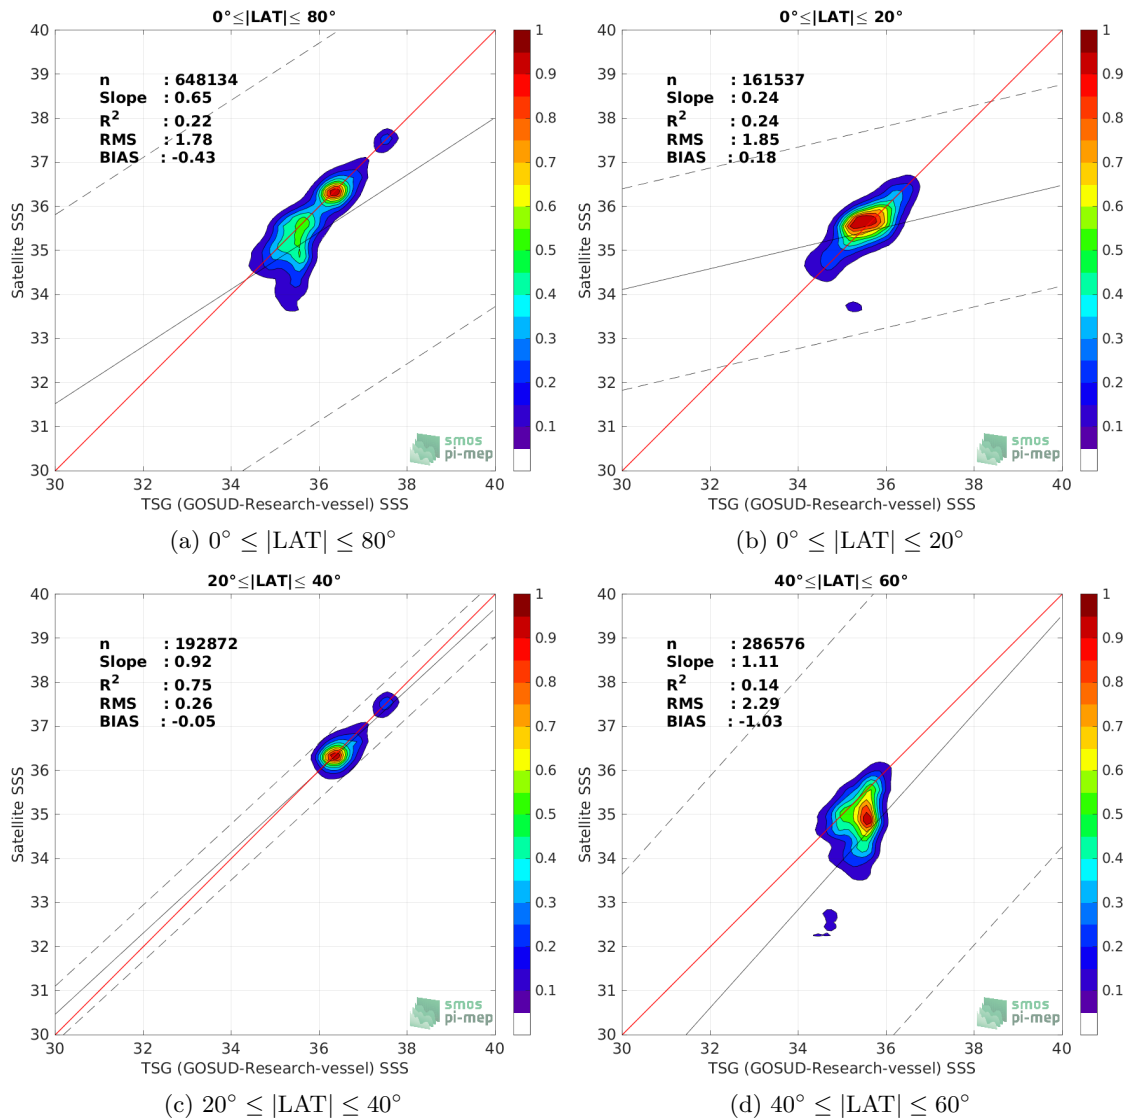 0°≤|LAT|≤ 80°
n : 648134
Slope : 0.65
R² : 0.22
RMS : 1.78
BIAS : -0.43
40
39
38
37
36
35
34
33
32
31
30
Satellite SSS
30 32 34 36 38 40
TSG (GOSUD-Research-vessel) SSS
smos
pi-mep
1
0.9
0.8
0.7
0.6
0.5
0.4
0.3
0.2
0.1
(a) 0° ≤ |LAT| ≤ 80°
0°≤|LAT|≤ 20°
n : 161537
Slope : 0.24
R² : 0.24
RMS : 1.85
BIAS : 0.18
40
39
38
37
36
35
34
33
32
31
30
Satellite SSS
30 32 34 36 38 40
TSG (GOSUD-Research-vessel) SSS
smos
pi-mep
1
0.9
0.8
0.7
0.6
0.5
0.4
0.3
0.2
0.1
(b) 0° ≤ |LAT| ≤ 20°
20°≤|LAT|≤ 40°
n : 192872
Slope : 0.92
R² : 0.75
RMS : 0.26
BIAS : -0.05
40
39
38
37
36
35
34
33
32
31
30
Satellite SSS
30 32 34 36 38 40
TSG (GOSUD-Research-vessel) SSS
smos
pi-mep
1
0.9
0.8
0.7
0.6
0.5
0.4
0.3
0.2
0.1
(c) 20° ≤ |LAT| ≤ 40°
40°≤|LAT|≤ 60°
n : 286576
Slope : 1.11
R² : 0.14
RMS : 2.29
BIAS : -1.03
40
39
38
37
36
35
34
33
32
31
30
Satellite SSS
30 32 34 36 38 40
TSG (GOSUD-Research-vessel) SSS
smos
pi-mep
1
0.9
0.8
0.7
0.6
0.5
0.4
0.3
0.2
0.1
(d) 40° ≤ |LAT| ≤ 60°